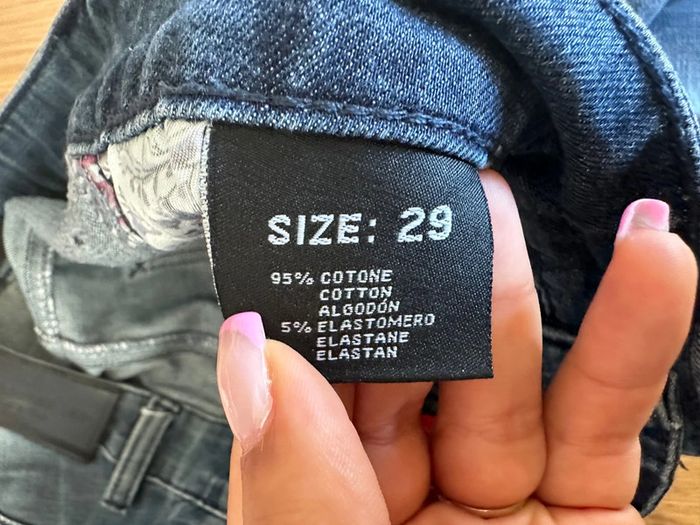 SIZE: 29
95% COTONE
COTTON
ALGODÓN
5% ELASTOMERO
ELASTANE
ELASTAN